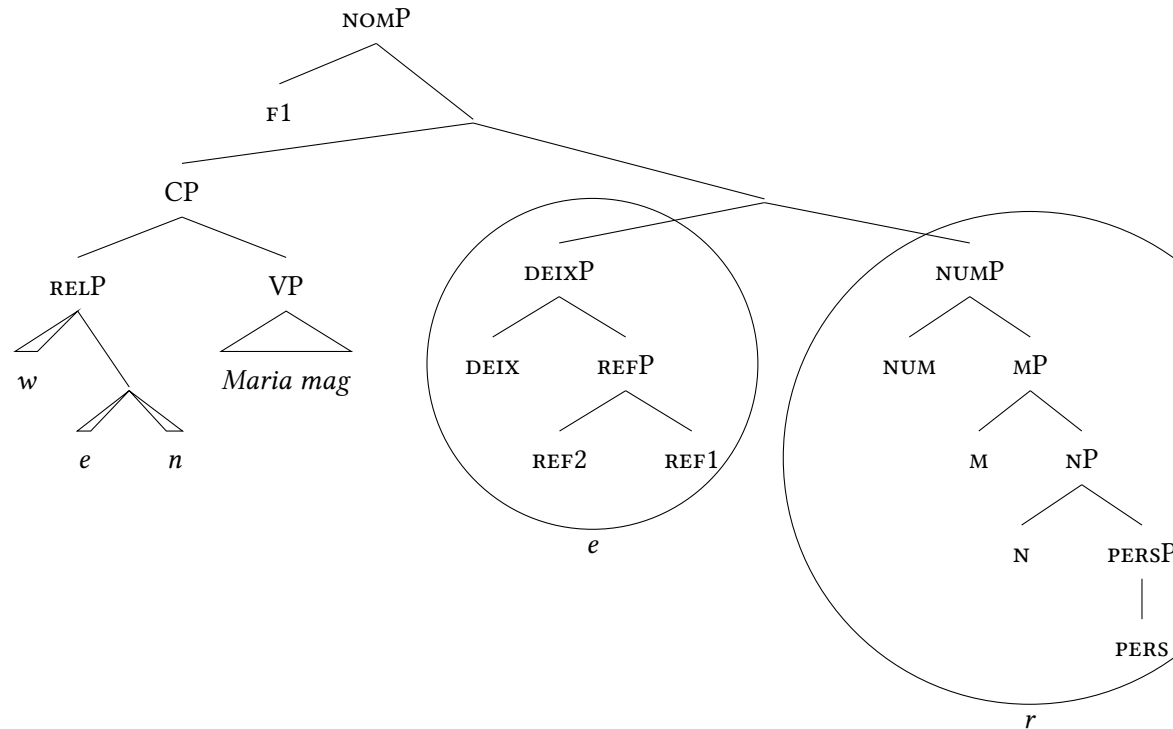 NOMP
F1
CP
RELP VP DEIXP NUMP
w Maria mag DEIX REFP NUM MP
e n REF2 REF1 M NP
e N PERSP
PERS
r